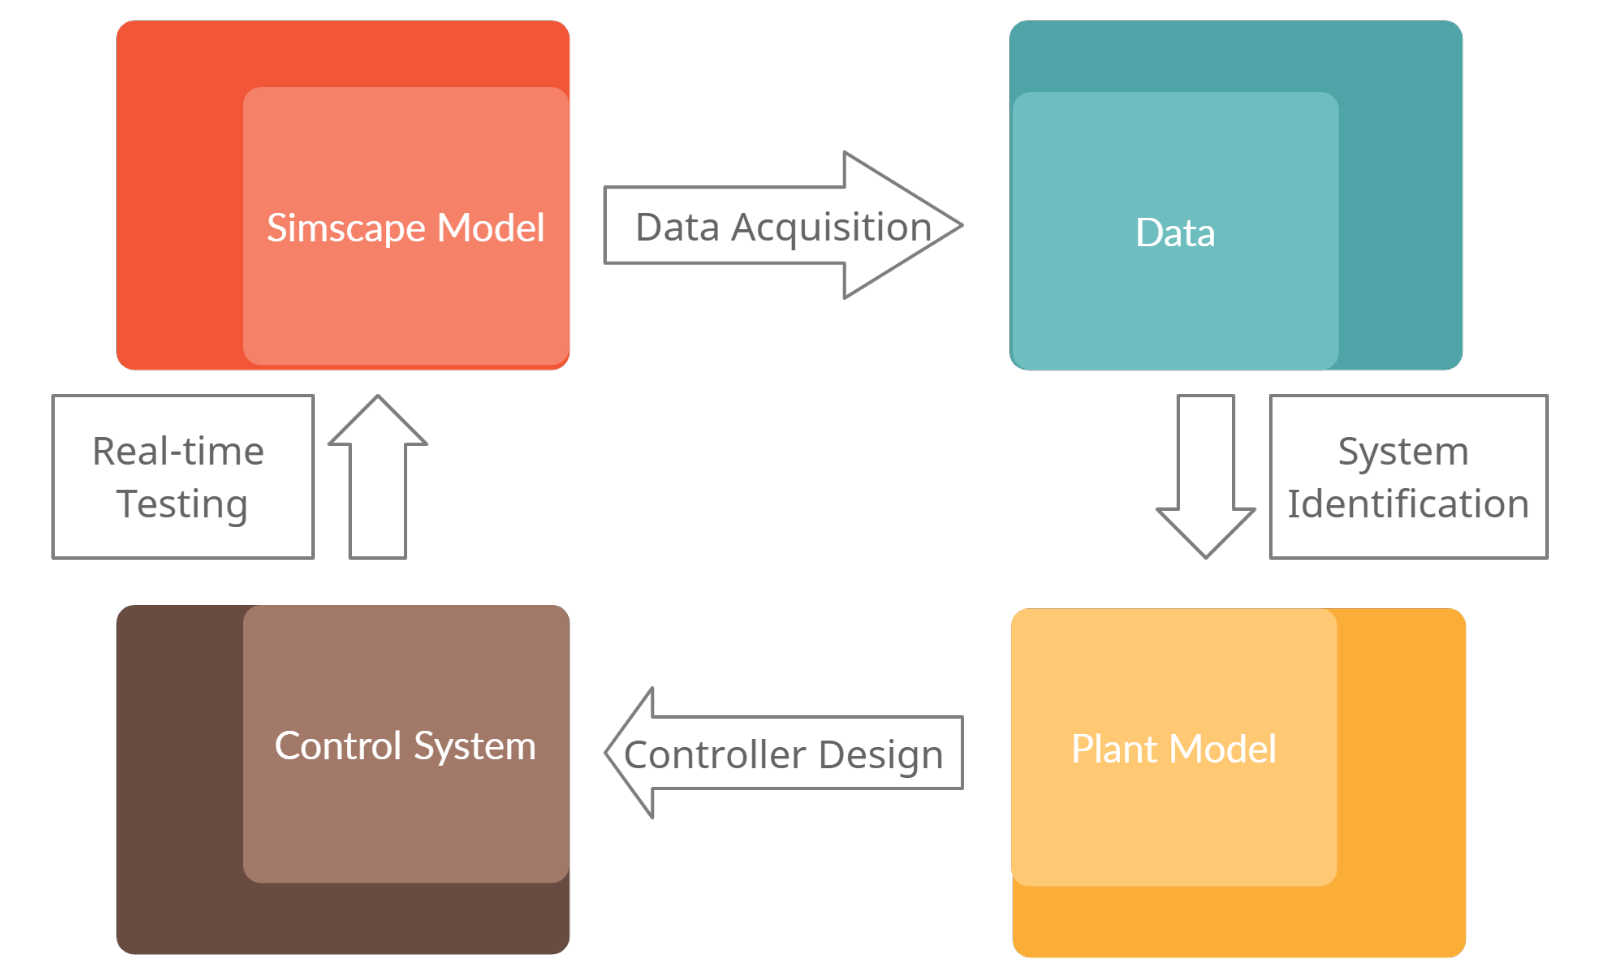 Simscape Model
Data Acquisition
Data
Real-time
Testing
System
Identification
Control System
Controller Design
Plant Model